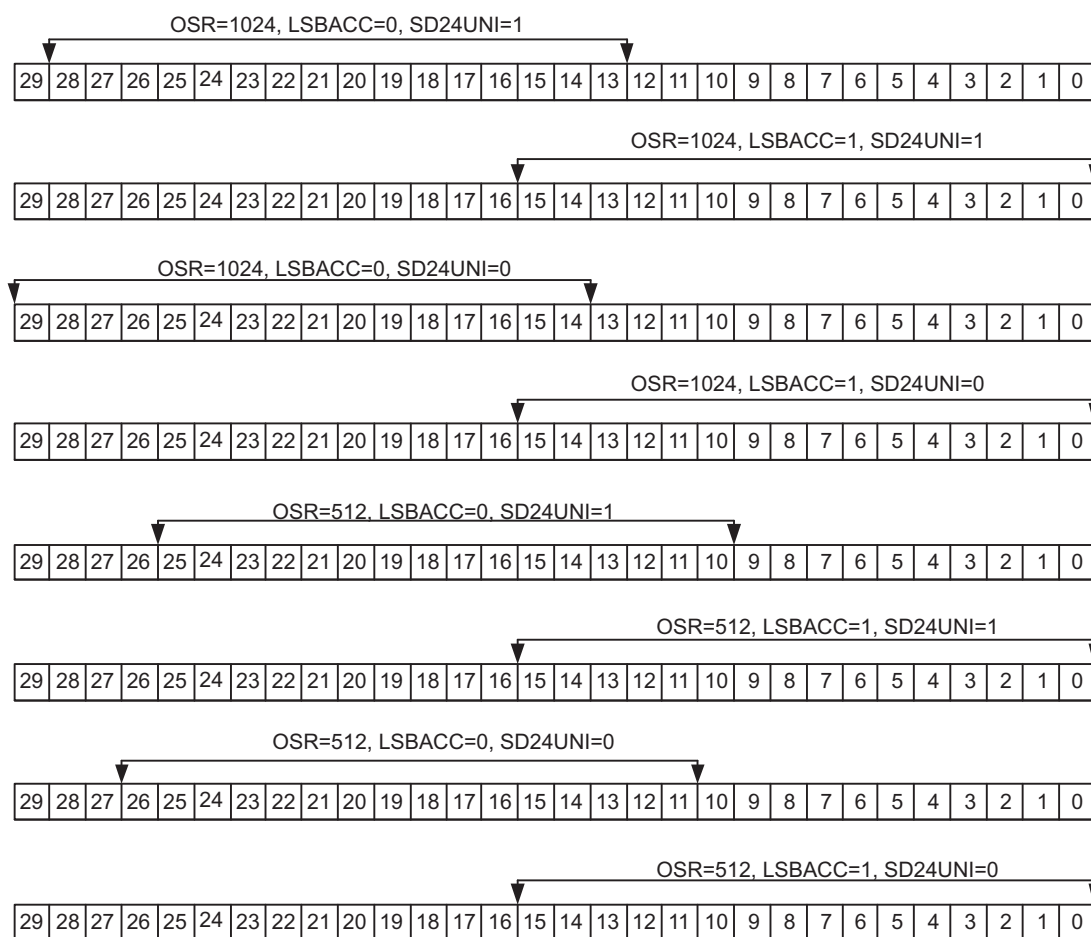 OSR=1024, LSBACC=0, SD24UNI=1
29 28 27 26 25 24 23 22 21 20 19 18 17 16 15 14 13 12 11 10 9 8 7 6 5 4 3 2 1 0
OSR=1024, LSBACC=1, SD24UNI=1
29 28 27 26 25 24 23 22 21 20 19 18 17 16 15 14 13 12 11 10 9 8 7 6 5 4 3 2 1 0
OSR=1024, LSBACC=0, SD24UNI=0
29 28 27 26 25 24 23 22 21 20 19 18 17 16 15 14 13 12 11 10 9 8 7 6 5 4 3 2 1 0
OSR=1024, LSBACC=1, SD24UNI=0
29 28 27 26 25 24 23 22 21 20 19 18 17 16 15 14 13 12 11 10 9 8 7 6 5 4 3 2 1 0
OSR=512, LSBACC=0, SD24UNI=1
29 28 27 26 25 24 23 22 21 20 19 18 17 16 15 14 13 12 11 10 9 8 7 6 5 4 3 2 1 0
OSR=512, LSBACC=1, SD24UNI=1
29 28 27 26 25 24 23 22 21 20 19 18 17 16 15 14 13 12 11 10 9 8 7 6 5 4 3 2 1 0
OSR=512, LSBACC=0, SD24UNI=0
29 28 27 26 25 24 23 22 21 20 19 18 17 16 15 14 13 12 11 10 9 8 7 6 5 4 3 2 1 0
OSR=512, LSBACC=1, SD24UNI=0
29 28 27 26 25 24 23 22 21 20 19 18 17 16 15 14 13 12 11 10 9 8 7 6 5 4 3 2 1 0